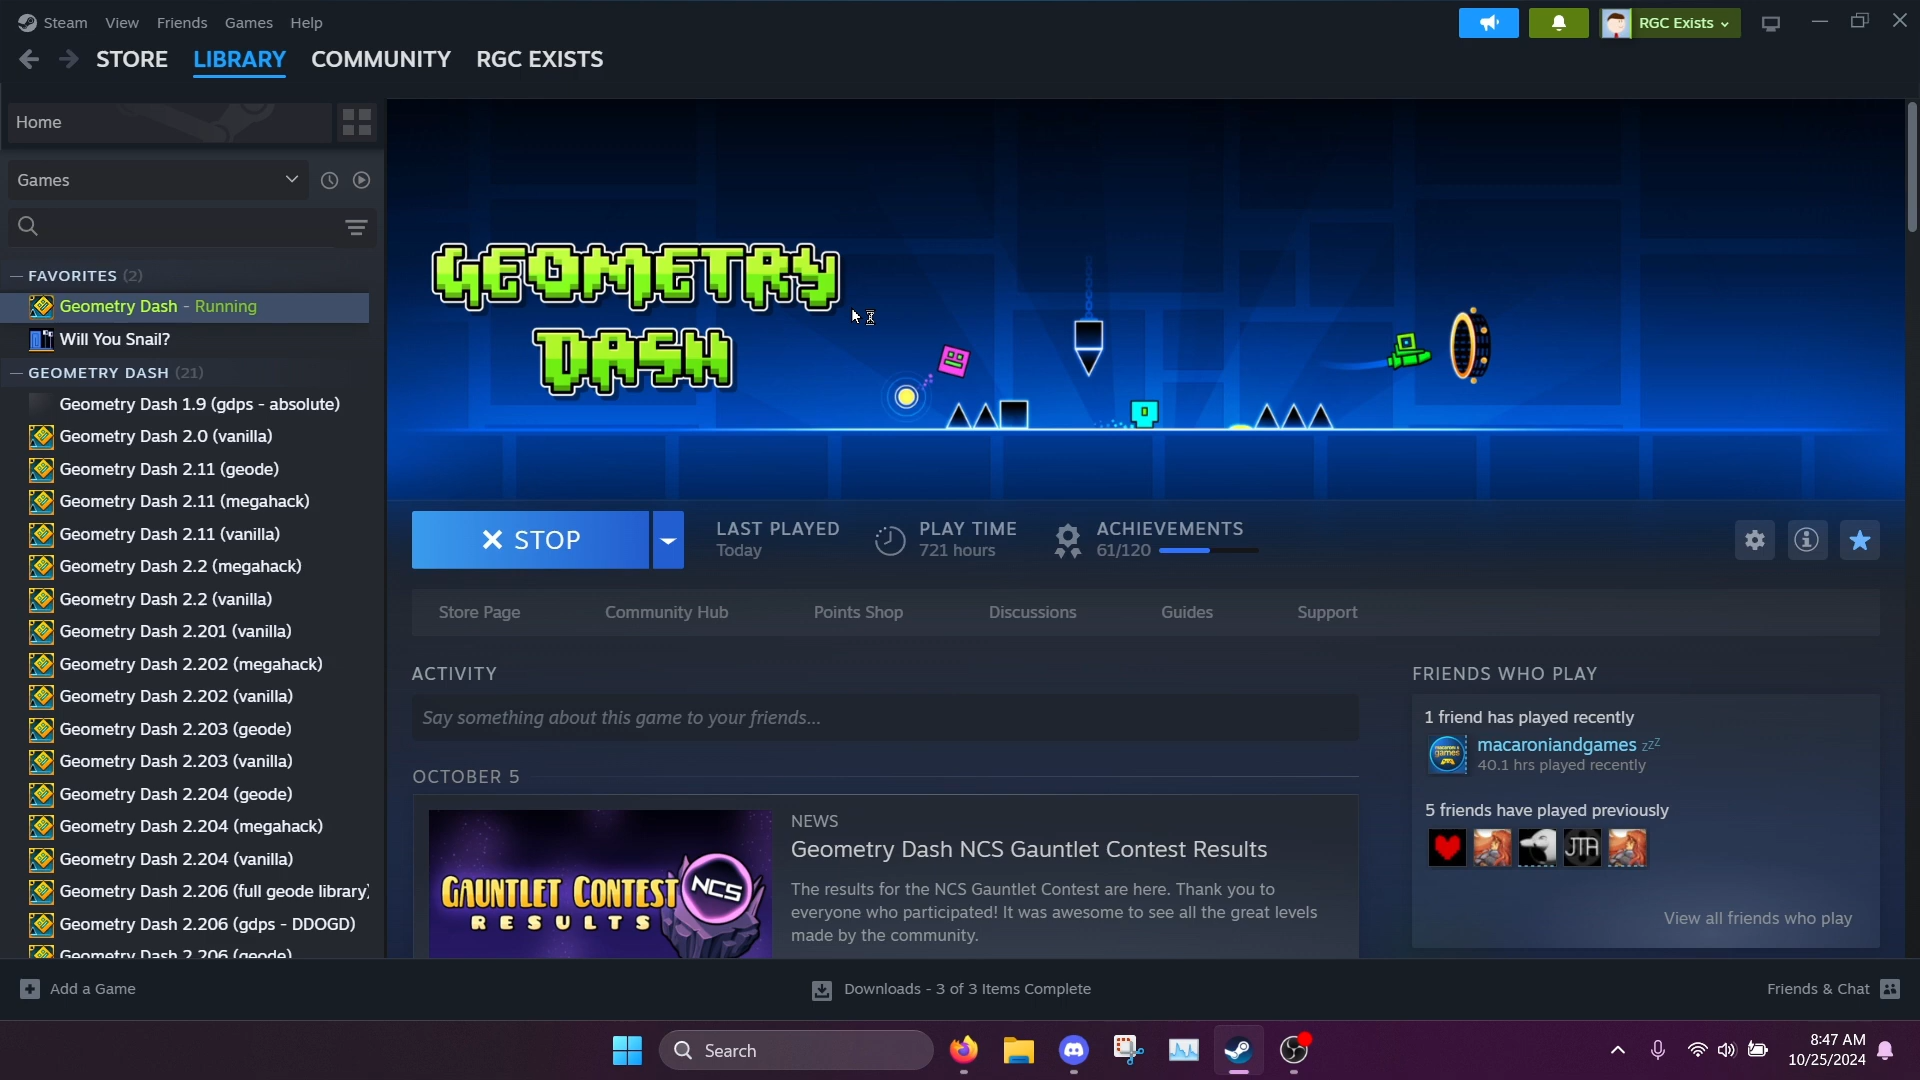 Steam
View
Friends
Games
Help
RGC Exists
STORE
LIBRARY
COMMUNITY
RGC EXISTS
Home
Games
FAVORITES (2)
Geometry Dash - Running
Will You Snail?
GEOMETRY DASH (21)
Geometry Dash 1.9 (gdps - absolute)
Geometry Dash 2.0 (vanilla)
Geometry Dash 2.11 (geode)
Geometry Dash 2.11 (megahack)
Geometry Dash 2.11 (vanilla)
Geometry Dash 2.2 (megahack)
Geometry Dash 2.2 (vanilla)
Geometry Dash 2.201 (vanilla)
Geometry Dash 2.202 (megahack)
Geometry Dash 2.202 (vanilla)
Geometry Dash 2.203 (geode)
Geometry Dash 2.203 (vanilla)
Geometry Dash 2.204 (geode)
Geometry Dash 2.204 (megahack)
Geometry Dash 2.204 (vanilla)
Geometry Dash 2.206 (full geode library)
Geometry Dash 2.206 (gdps - DDOGD)
Geometry Dash 2.206 (geode)
GEOMETRY
DASH
STOP
LAST PLAYED
Today
PLAY TIME
721 hours
ACHIEVEMENTS
61/120
Store Page
Community Hub
Points Shop
Discussions
Guides
Support
ACTIVITY
Say something about this game to your friends...
OCTOBER 5
GAUNTLET CONTEST
RESULTS
NCS
NEWS
Geometry Dash NCS Gauntlet Contest Results
The results for the NCS Gauntlet Contest are here. Thank you to
everyone who participated! It was awesome to see all the great levels
made by the community.
FRIENDS WHO PLAY
1 friend has played recently
macaroniandgames zzz
40.1 hrs played recently
5 friends have played previously
JTA
View all friends who play
Add a Game
Downloads - 3 of 3 Items Complete
Friends & Chat
Search
8:47 AM
10/25/2024